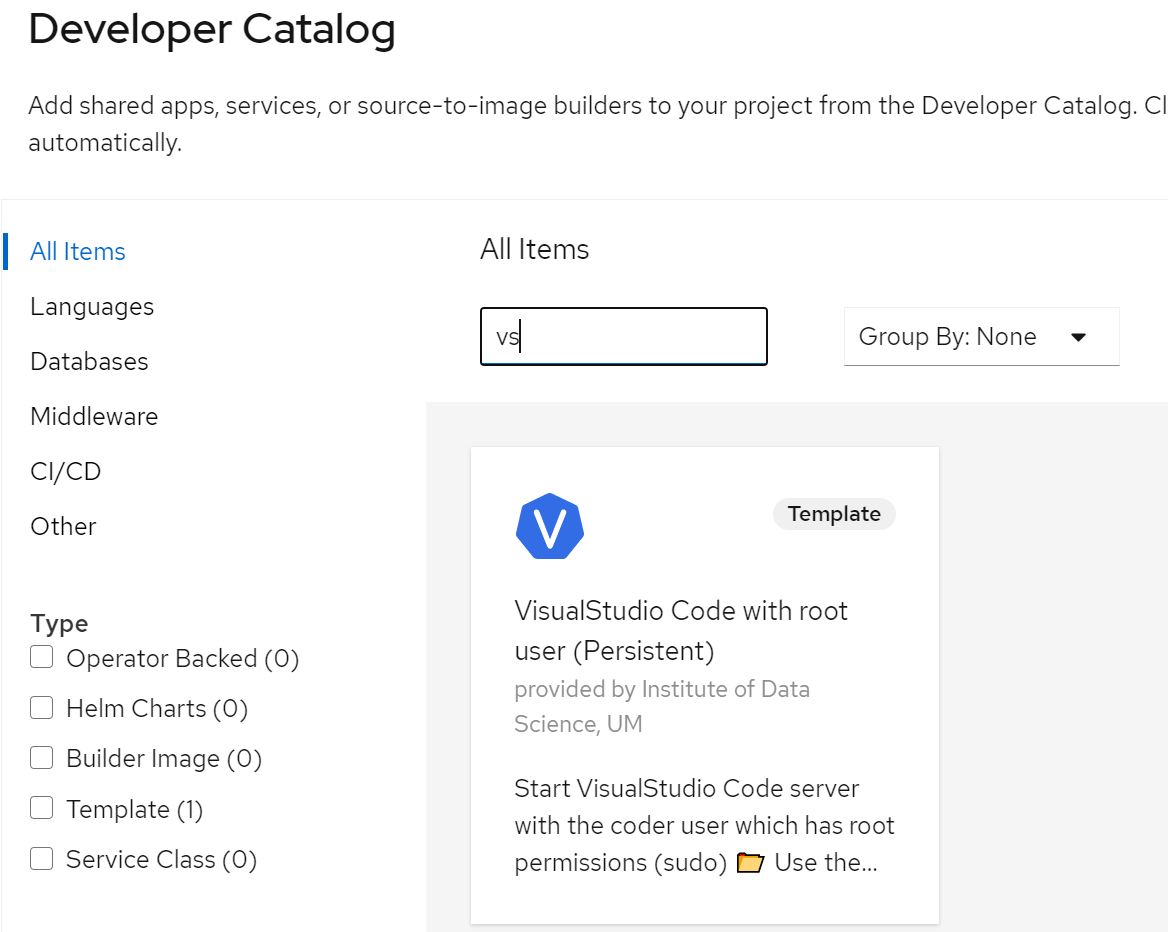 Developer Catalog
Add shared apps, services, or source-to-image builders to your project from the Developer Catalog. Cl
automatically.
All Items
Languages
Databases
Middleware
CI/CD
Other
Type
Operator Backed (0)
Helm Charts (0)
Builder Image (0)
Template (1)
Service Class (0)
All Items
vs
Group By: None
V
Template
VisualStudio Code with root
user (Persistent)
provided by Institute of Data
Science, UM
Start VisualStudio Code server
with the coder user which has root
permissions (sudo) 📂 Use the...